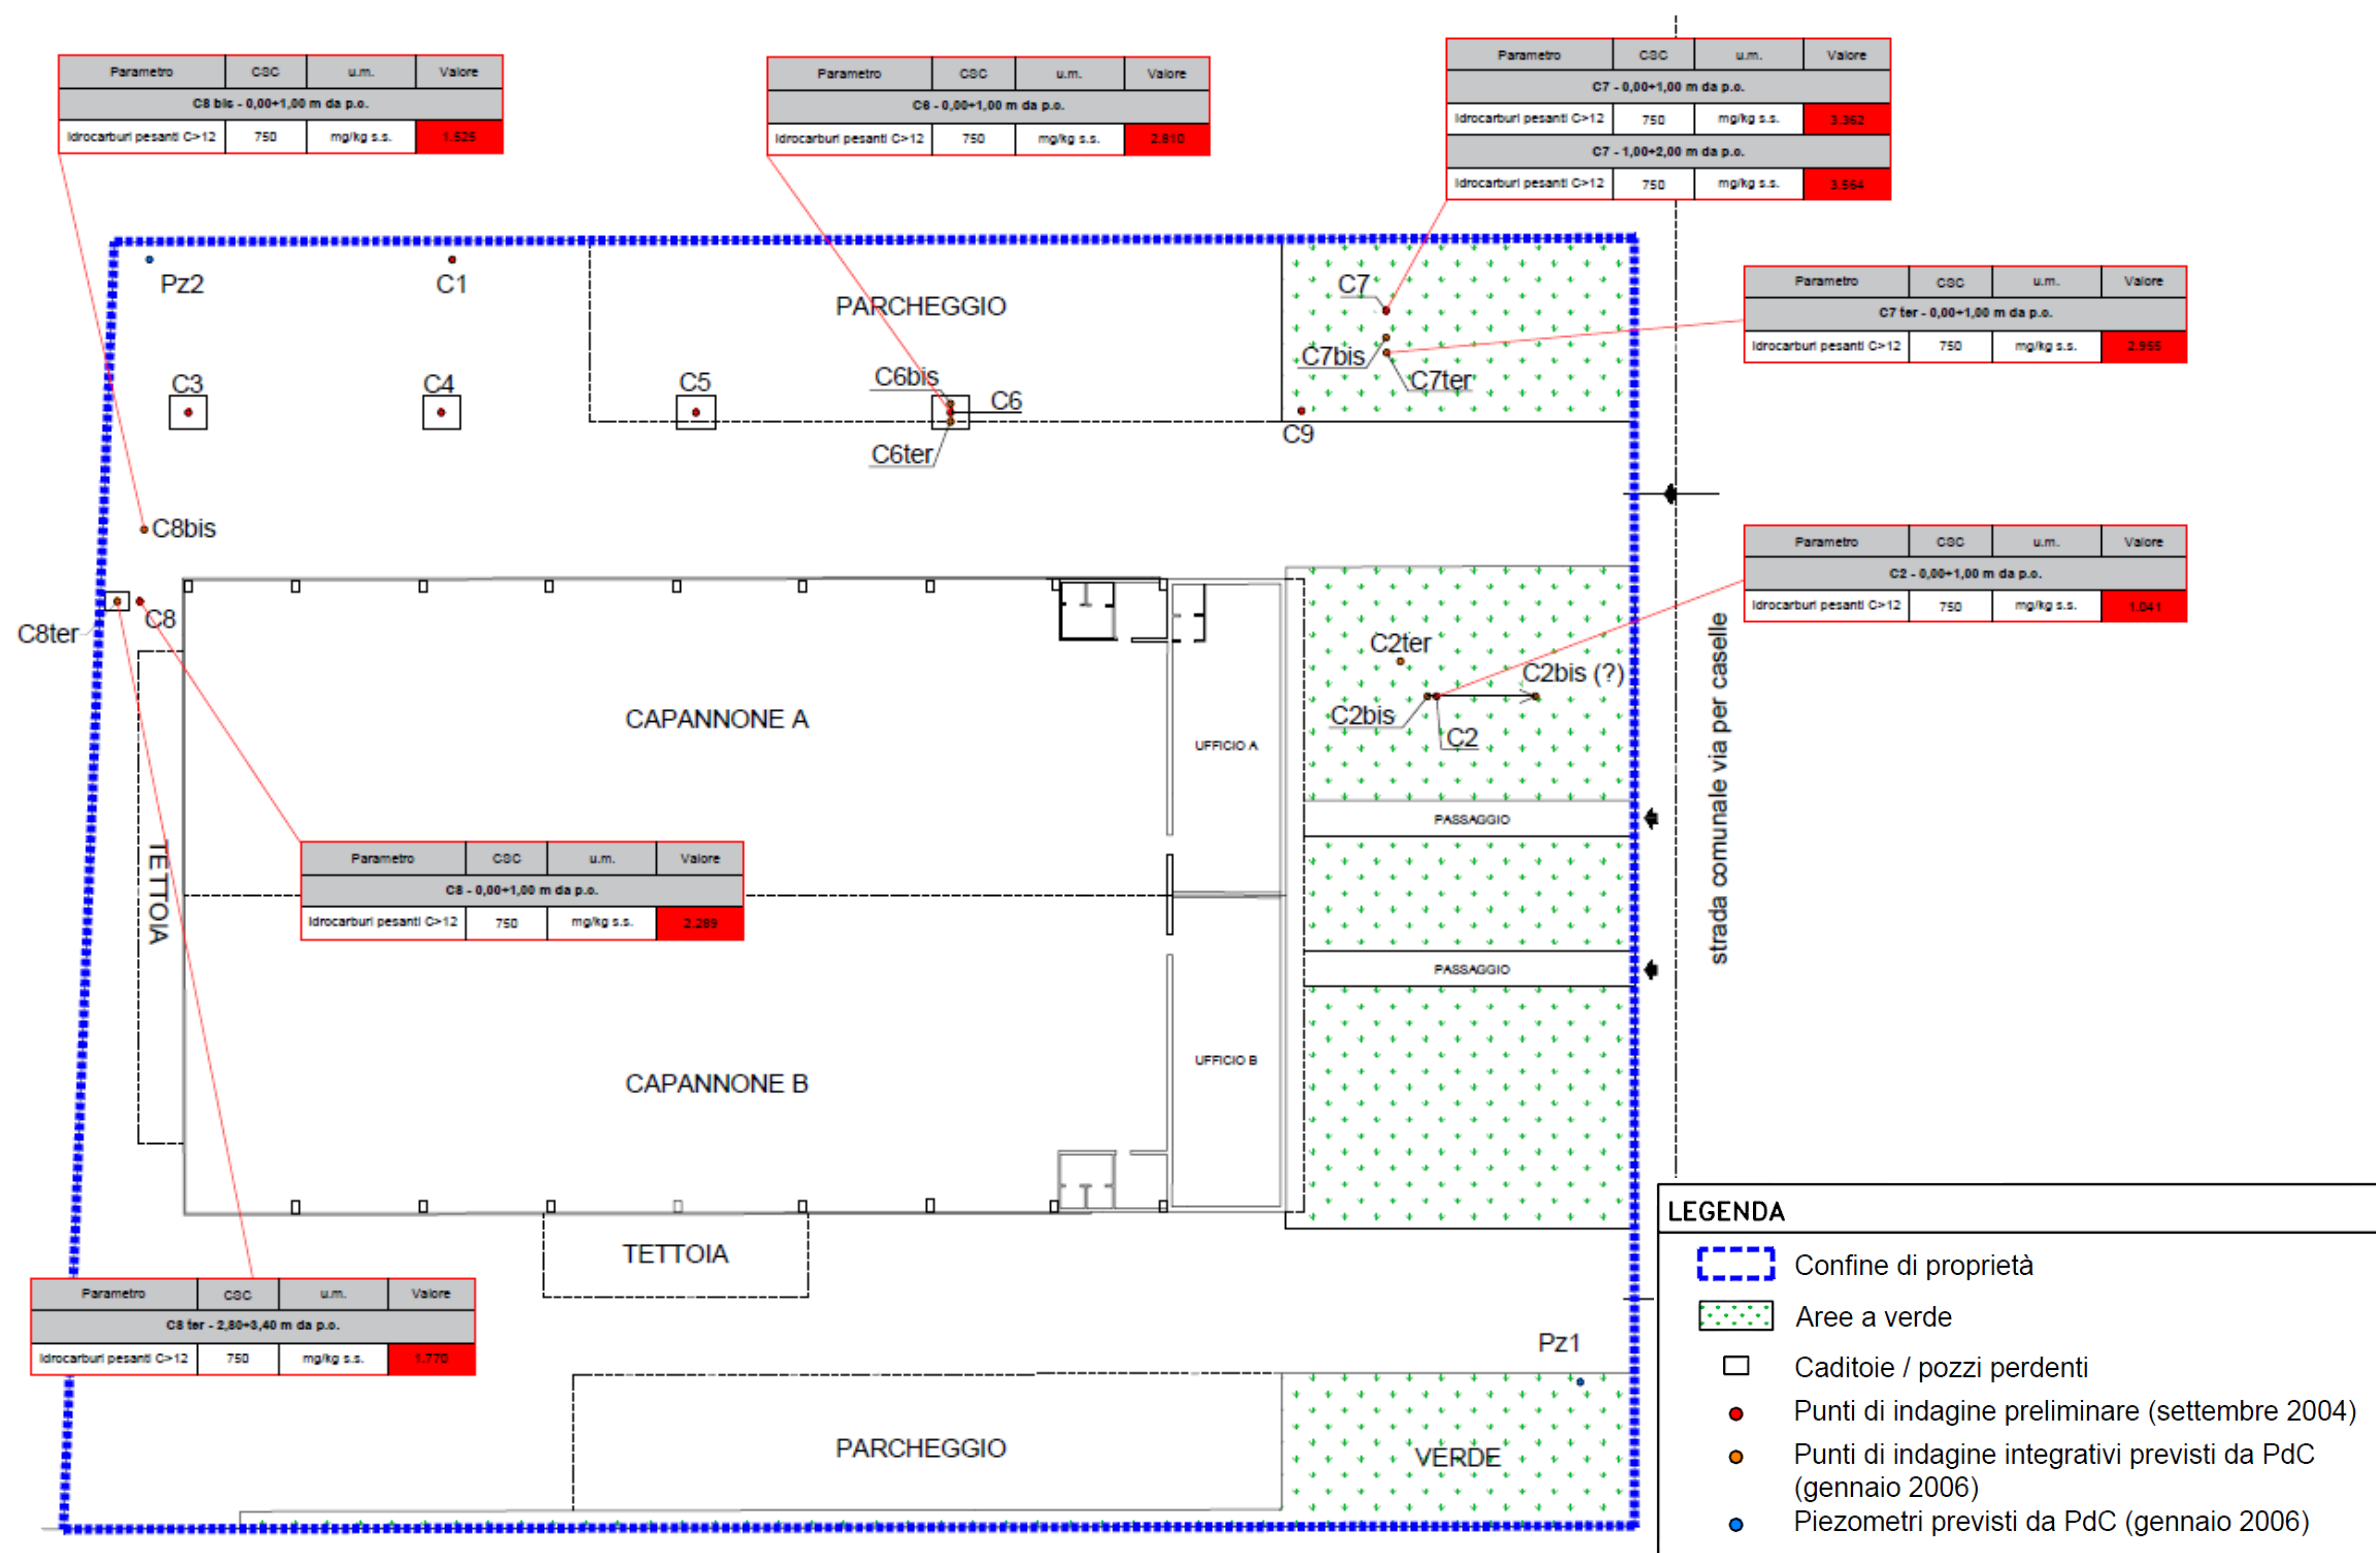 Parametro CSC u.m. Valore
C8 bis - 0,00÷1,00 m da p.o.
Idrocarburi pesanti C>12 750 mg/kg s.s. 1.525
Parametro CSC u.m. Valore
C6 - 0,00÷1,00 m da p.o.
Idrocarburi pesanti C>12 750 mg/kg s.s. 2.810
Parametro CSC u.m. Valore
C7 - 0,00÷1,00 m da p.o.
Idrocarburi pesanti C>12 750 mg/kg s.s. 3.362
C7 - 1,00÷2,00 m da p.o.
Idrocarburi pesanti C>12 750 mg/kg s.s. 3.564
Pz2
C1
PARCHEGGIO
C7
C7bis
C7ter
Parametro CSC u.m. Valore
C7 ter - 0,00÷1,00 m da p.o.
Idrocarburi pesanti C>12 750 mg/kg s.s. 2.955
C3
C4
C5
C6bis
C6
C6ter
C9
C8bis
C8ter
C8
Parametro CSC u.m. Valore
C2 - 0,00÷1,00 m da p.o.
Idrocarburi pesanti C>12 750 mg/kg s.s. 1.041
C2ter
C2bis (?)
C2bis
C2
CAPANNONE A
UFFICIO A
strada comunale via per caselle
PASSAGGIO
TETTOIA
Parametro CSC u.m. Valore
C8 - 0,00÷1,00 m da p.o.
Idrocarburi pesanti C>12 750 mg/kg s.s. 2.289
PASSAGGIO
CAPANNONE B
UFFICIO B
TETTOIA
Parametro CSC u.m. Valore
C8 ter - 2,80÷3,40 m da p.o.
Idrocarburi pesanti C>12 750 mg/kg s.s. 1.770
Pz1
PARCHEGGIO
VERDE
LEGENDA
Confine di proprietà
Aree a verde
Caditoie / pozzi perdenti
Punti di indagine preliminare (settembre 2004)
Punti di indagine integrativi previsti da PdC
(gennaio 2006)
Piezometri previsti da PdC (gennaio 2006)